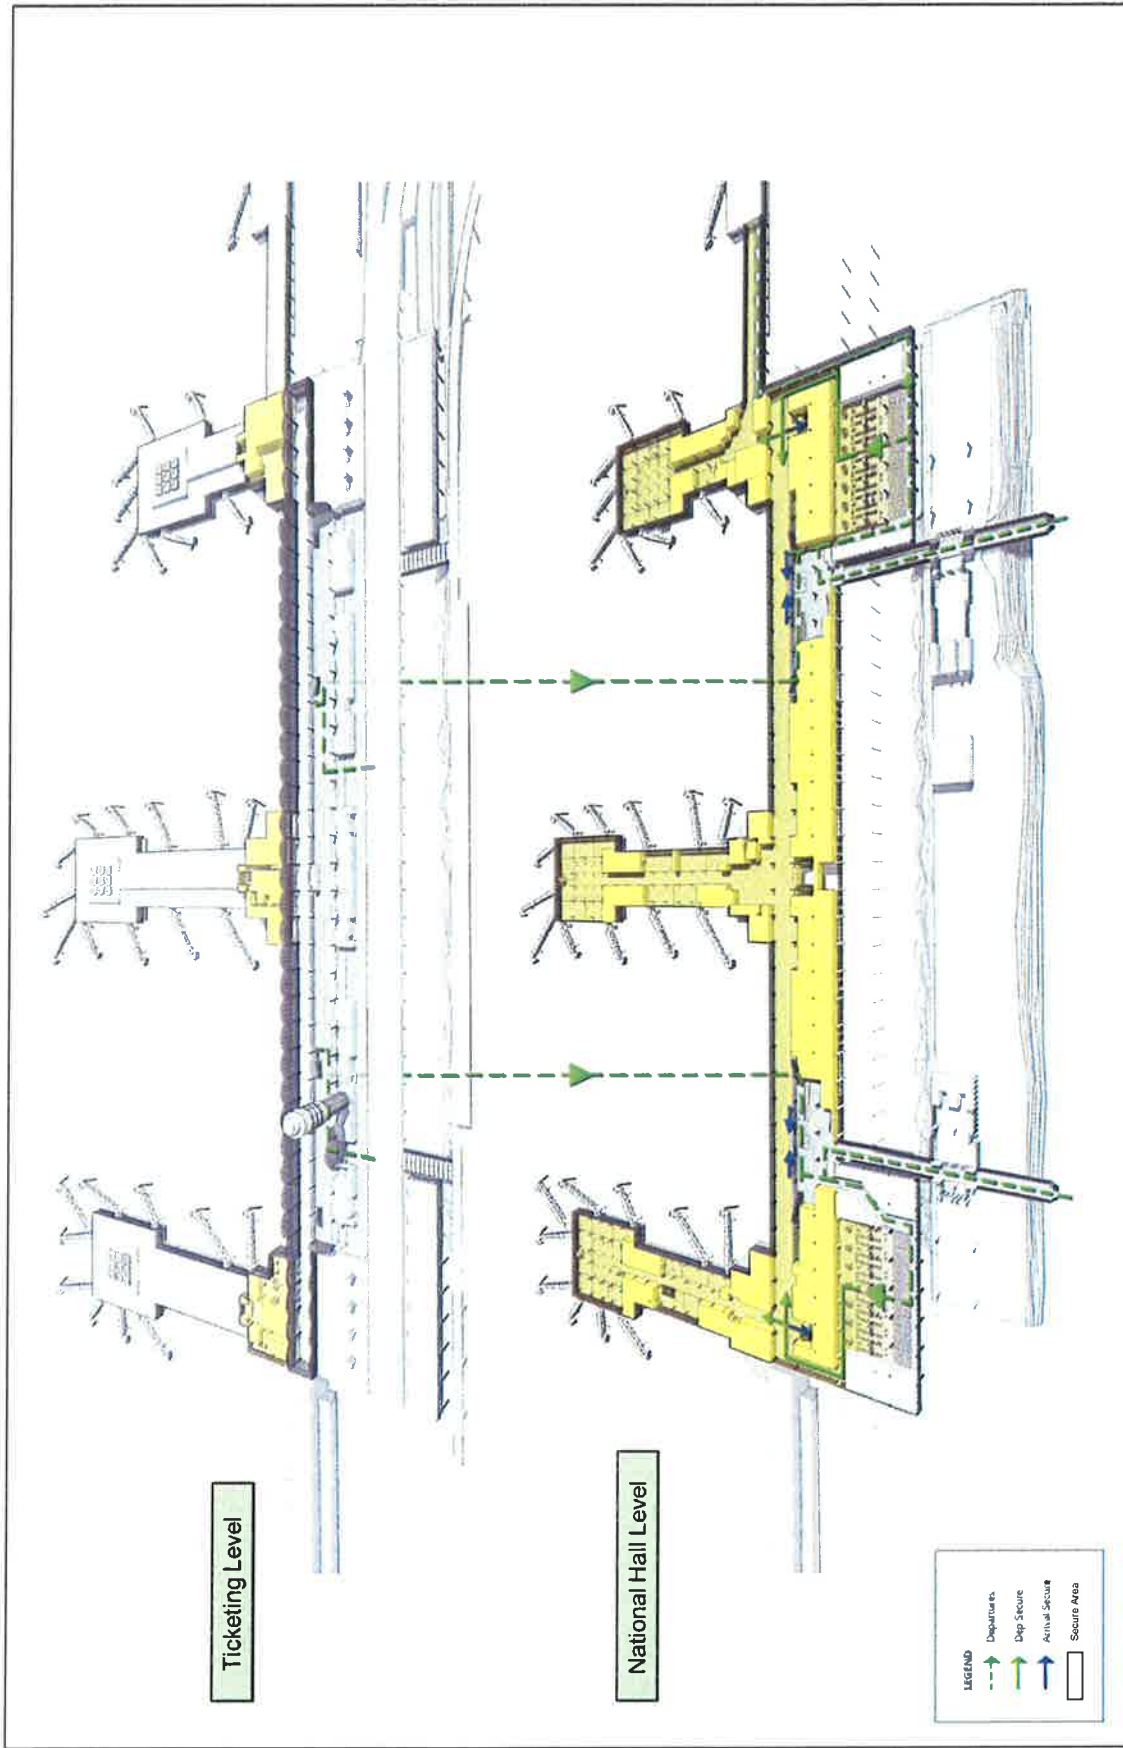 Ticketing Level
National Hall Level
LEGEND
Departures
Dep Secure
Arrival Secure
Secure Area